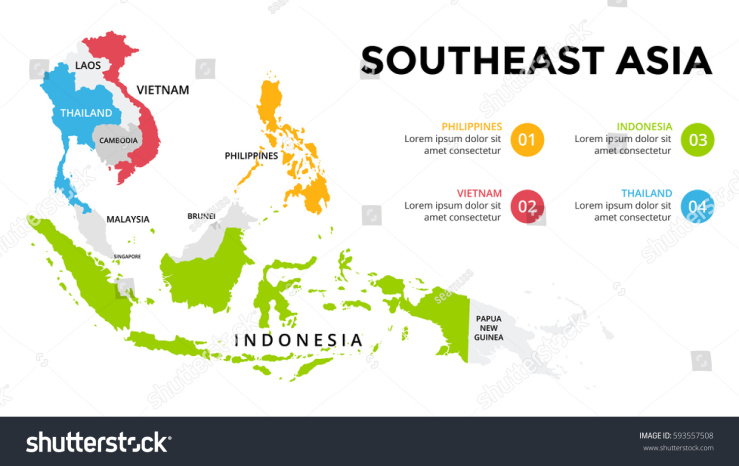 SOUTHEAST ASIA
LAOS
VIETNAM
THAILAND
CAMBODIA
PHILIPPINES
MALAYSIA
BRUNEI
SINGAPORE
INDONESIA
PAPUA
NEW
GUINEA
PHILIPPINES
Lorem ipsum dolor sit
amet consectetur
01
INDONESIA
Lorem ipsum dolor sit
amet consectetur
03
VIETNAM
Lorem ipsum dolor sit
amet consectetur
02
THAILAND
Lorem ipsum dolor sit
amet consectetur
04
shutterstock
IMAGE ID: 593557508
www.shutterstock.com